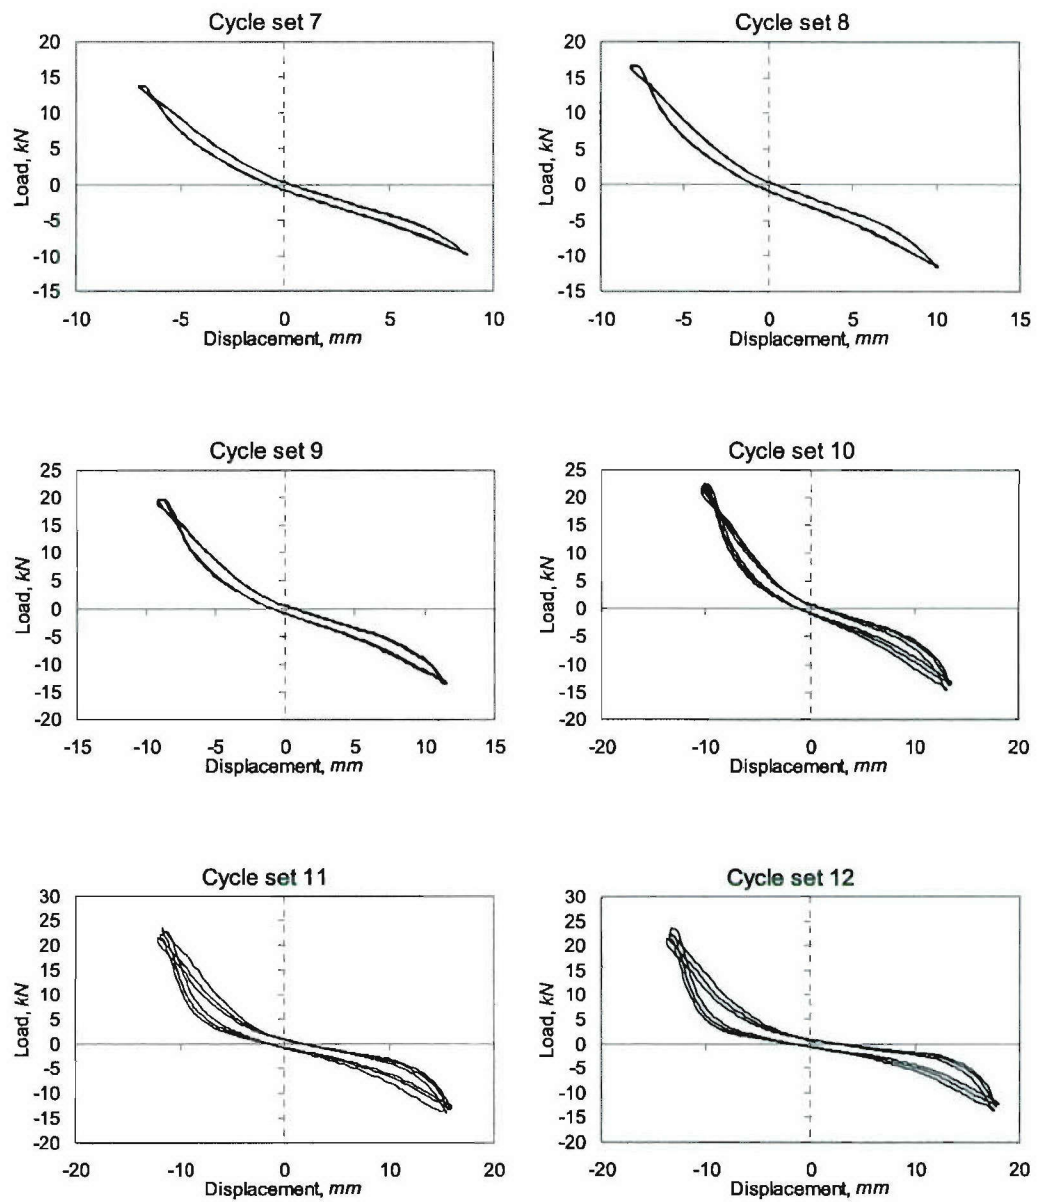 Cycle set 7
20
15
10
5
0
-5
-10
-15
Load, kN
-10 -5 0 5 10
Displacement, mm
Cycle set 8
20
15
10
5
0
-5
-10
-15
Load, kN
-10 -5 0 5 10 15
Displacement, mm
Cycle set 9
25
20
15
10
5
0
-5
-10
-15
-20
Load, kN
-15 -10 -5 0 5 10 15
Displacement, mm
Cycle set 10
25
20
15
10
5
0
-5
-10
-15
-20
Load, kN
-20 -10 0 10 20
Displacement, mm
Cycle set 11
30
25
20
15
10
5
0
-5
-10
-15
-20
Load, kN
-20 -10 0 10 20
Displacement, mm
Cycle set 12
30
25
20
15
10
5
0
-5
-10
-15
-20
Load, kN
-20 -10 0 10 20
Displacement, mm